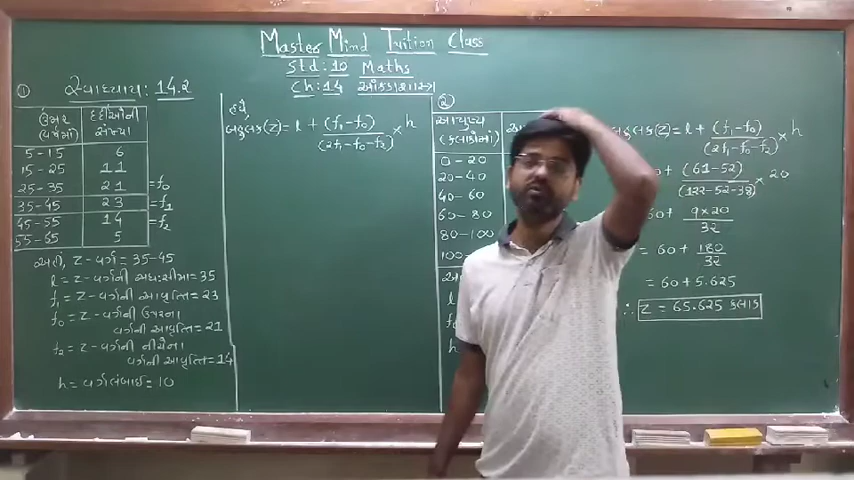 Master Mind Tuition Class
Std : 10 Maths
Ch : 14 આંકડાશાસ્ત્ર
①
સ્વાધ્યાય : 14.2
ઉંમર (વર્ષમાં) દર્દીઓની સંખ્યા
5-15 6
15-25 11
25-35 21 = f₀
35-45 23 = f₁
45-55 14 = f₂
55-65 5
અહીં, Z-વર્ગ = 35-45
l = Z-વર્ગની અધઃસીમા = 35
f₁ = Z-વર્ગની આવૃત્તિ = 23
f₀ = Z-વર્ગની ઉપરના
વર્ગની આવૃત્તિ = 21
f₂ = Z-વર્ગની નીચેના
વર્ગની આવૃત્તિ = 14
h = વર્ગલંબાઈ = 10
હવે,
બહુલક(Z) = l + (f₁-f₀)/(2f₁-f₀-f₂) × h
②
આયુષ્ય (કલાકોમાં)
0-20
20-40
40-60
60-80
80-100
100
બહુલક(Z) = l + (f₁-f₀)/(2f₁-f₀-f₂) × h
+ (61-52)/(122-52-38) × 20
9×20/32
= 60 + 180/32
= 60 + 5.625
∴ Z = 65.625 કલાક